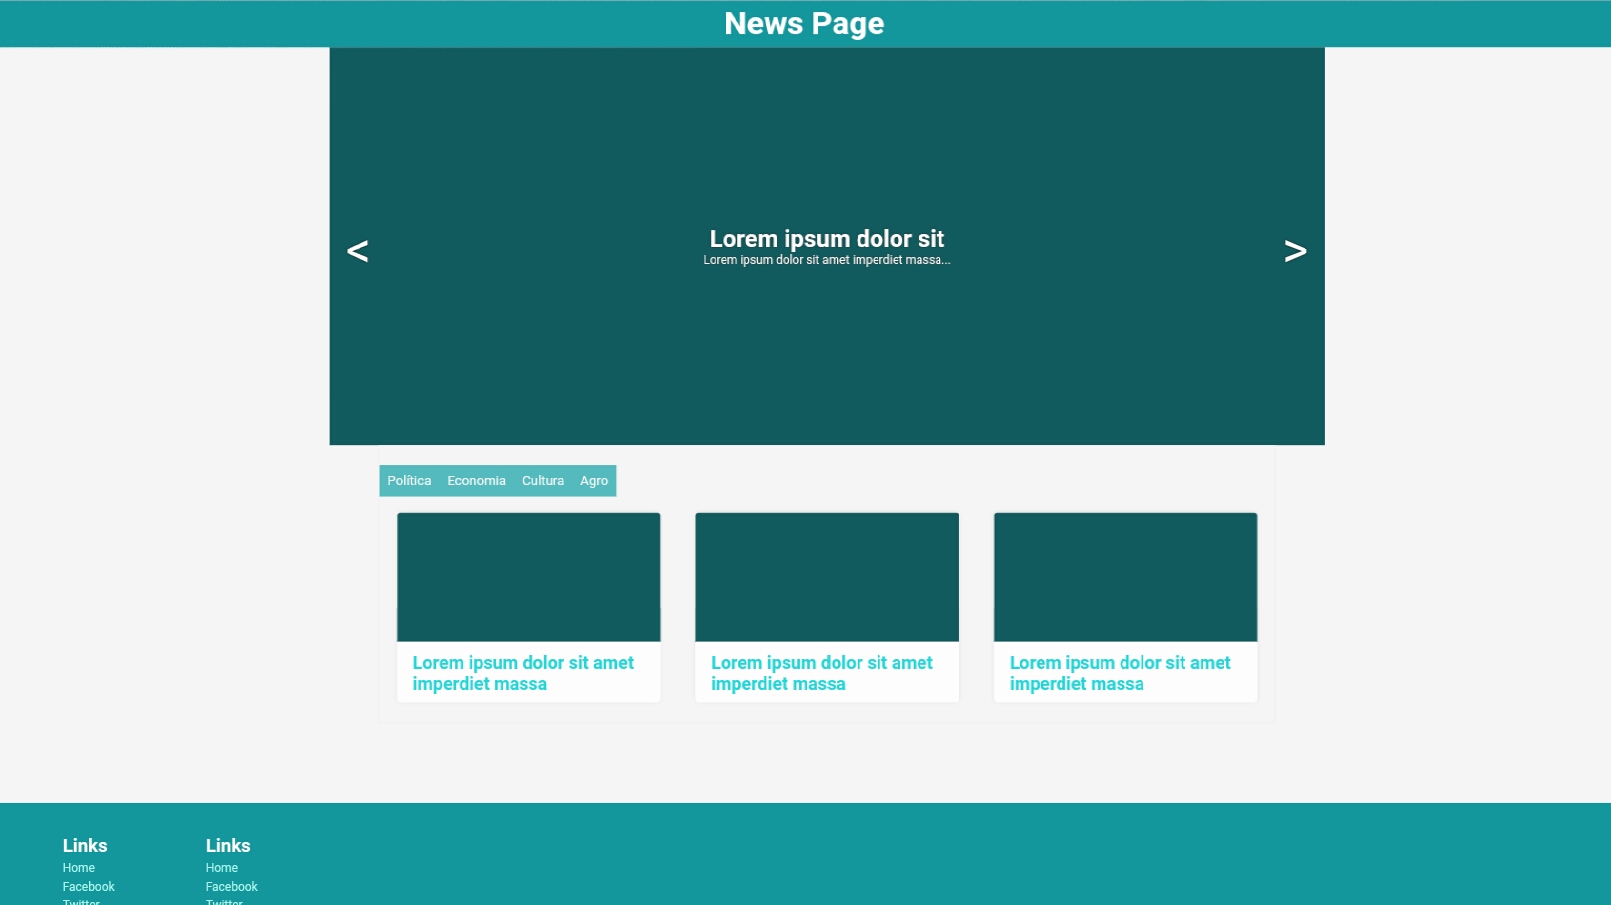 News Page
<
Lorem ipsum dolor sit
Lorem ipsum dolor sit amet imperdiet massa...
>
Política Economia Cultura Agro
Lorem ipsum dolor sit amet
imperdiet massa
Lorem ipsum dolor sit amet
imperdiet massa
Lorem ipsum dolor sit amet
imperdiet massa
Links
Home
Facebook
Twitter
Links
Home
Facebook
Twitter